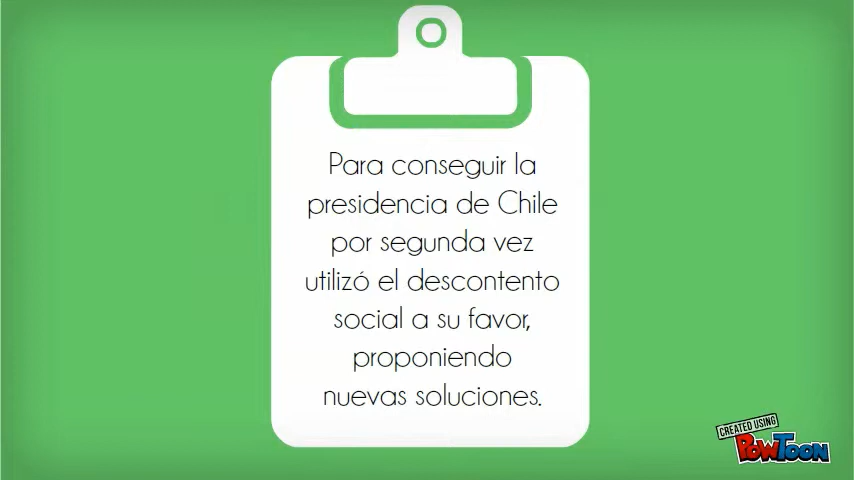 Para conseguir la
presidencia de Chile
por segunda vez
utilizó el descontento
social a su favor,
proponiendo
nuevas soluciones.
CREATED USING
POWTOON